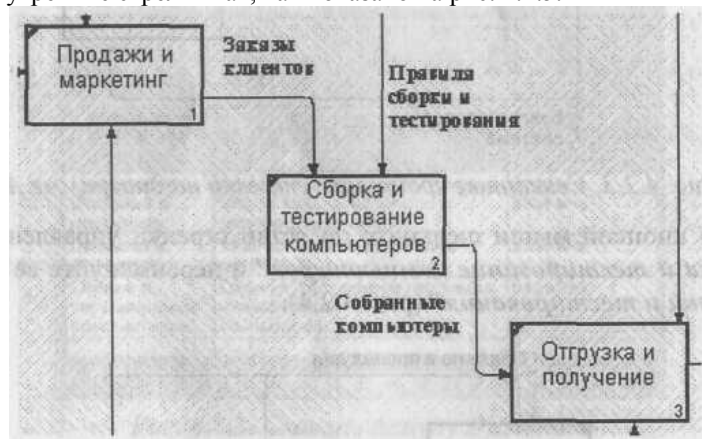 Продажи и
маркетинг
1
Заказы
клиентов
Правила
сборки и
тестирования
Сборка и
тестирование
компьютеров
2
Собранные
компьютеры
Отгрузка и
получение
3